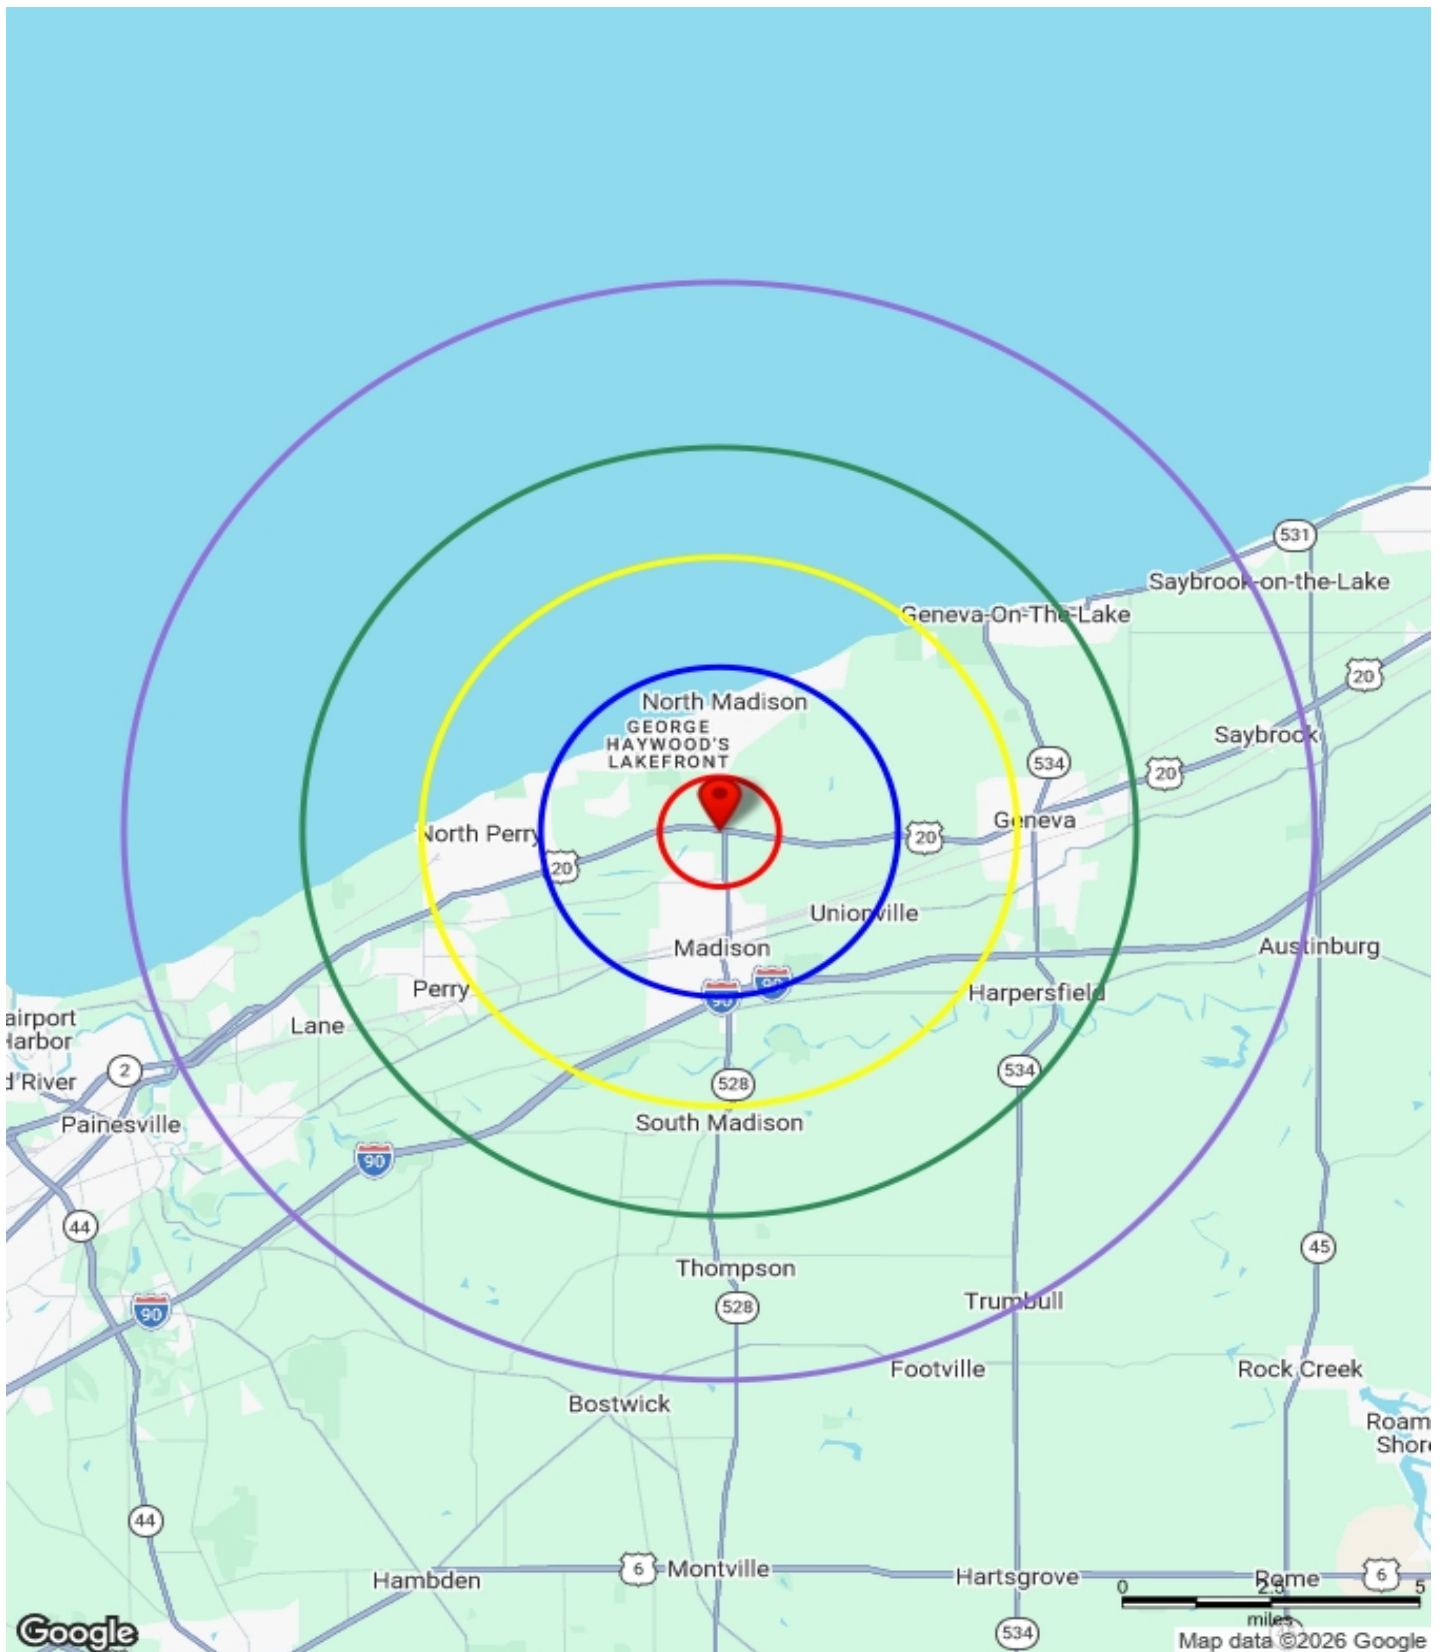 531
Saybrook-on-the-Lake
Geneva-On-The-Lake
20
North Madison
GEORGE
HAYWOOD'S
LAKEFRONT
Saybrook
534
20
North Perry
20
20
Geneva
Unionville
Madison
Austinburg
90
90
Perry
Harpersfield
airport
Harbor
Lane
2
d River
528
534
Painesville
South Madison
90
44
45
Thompson
528
Trumbull
90
Footville
Rock Creek
Bostwick
Roam
Shore
44
6
Montville
Hambden
Hartsgrove
Rome
6
0 2.5 5
miles
534
Google
Map data ©2026 Google